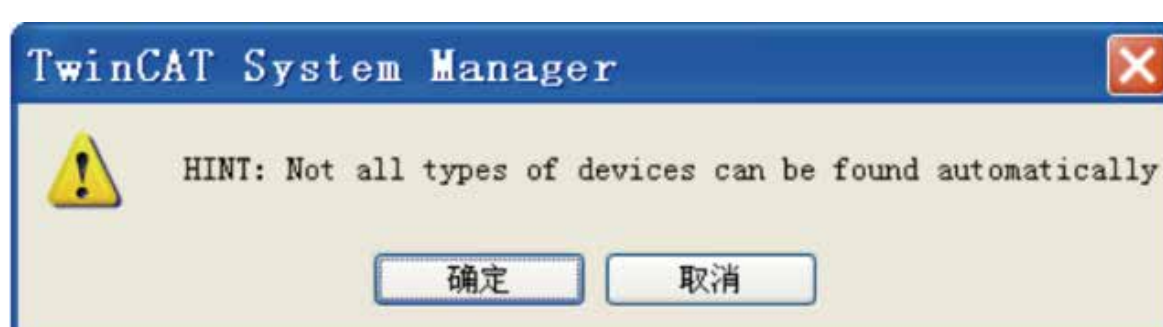 TwinCAT System Manager
HINT: Not all types of devices can be found automatically
确定 取消